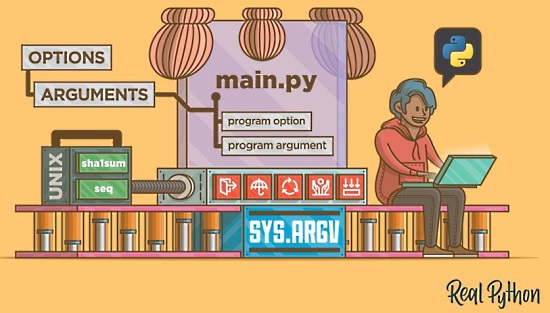 OPTIONS
ARGUMENTS
main.py
program option
program argument
UNIX
sha1sum
seq
SYS.ARGV
Real Python